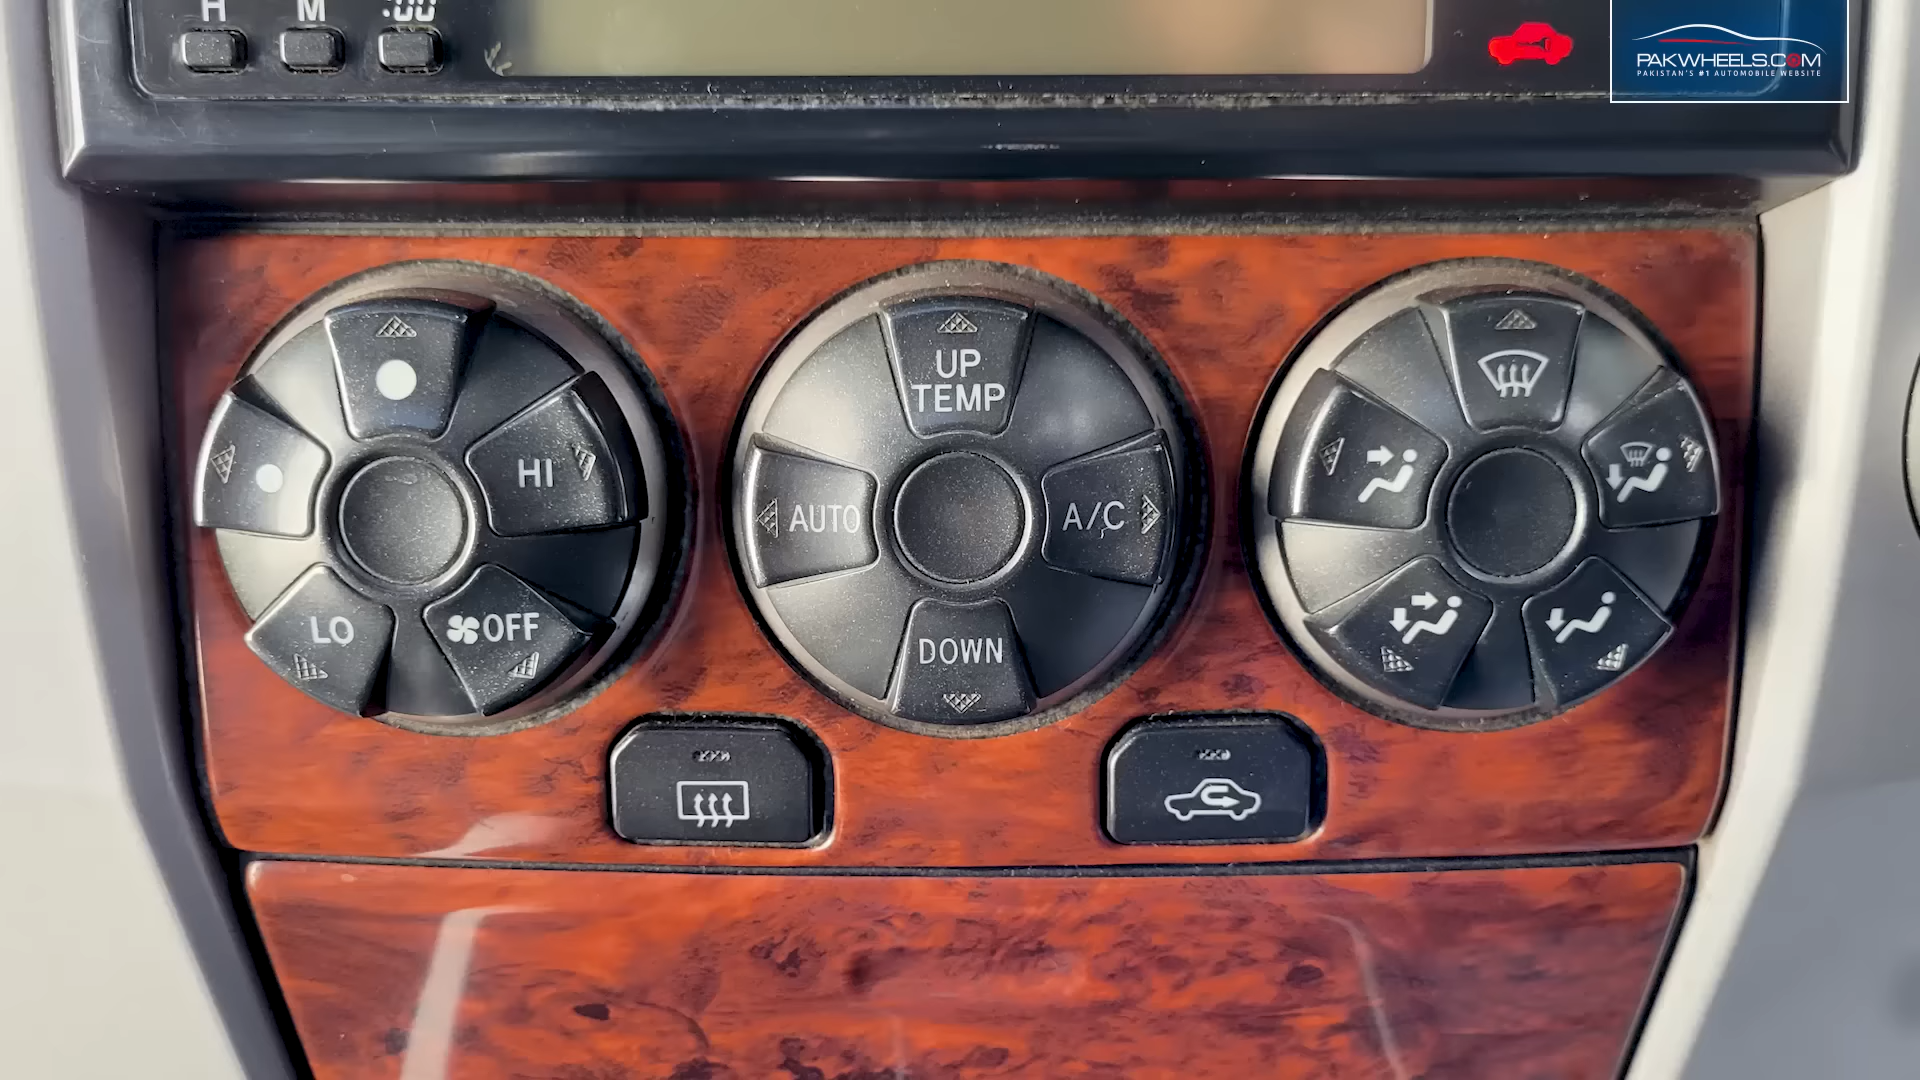 H M :00
PAKWHEELS.COM
PAKISTAN'S #1 AUTOMOBILE WEBSITE
HI
LO
OFF
UP
TEMP
AUTO
A/C
DOWN